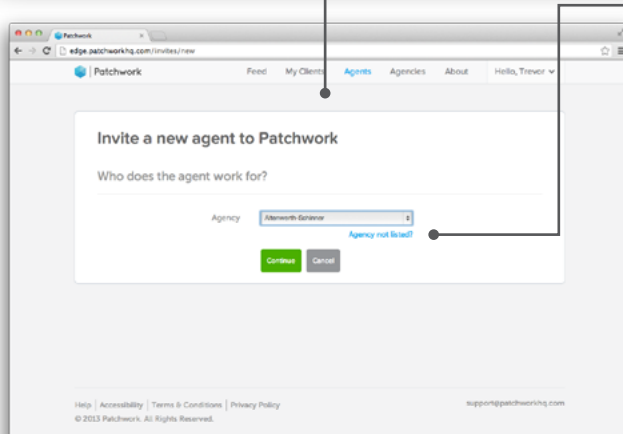 Patchwork
edge.patchworkhq.com/invites/new
Patchwork Feed My Clients Agents Agencies About Hello, Trevor
Invite a new agent to Patchwork
Who does the agent work for?
Agency
Agency not listed?
Continue Cancel
Help | Accessibility | Terms & Conditions | Privacy Policy support@patchworkhq.com
© 2013 Patchwork. All Rights Reserved.